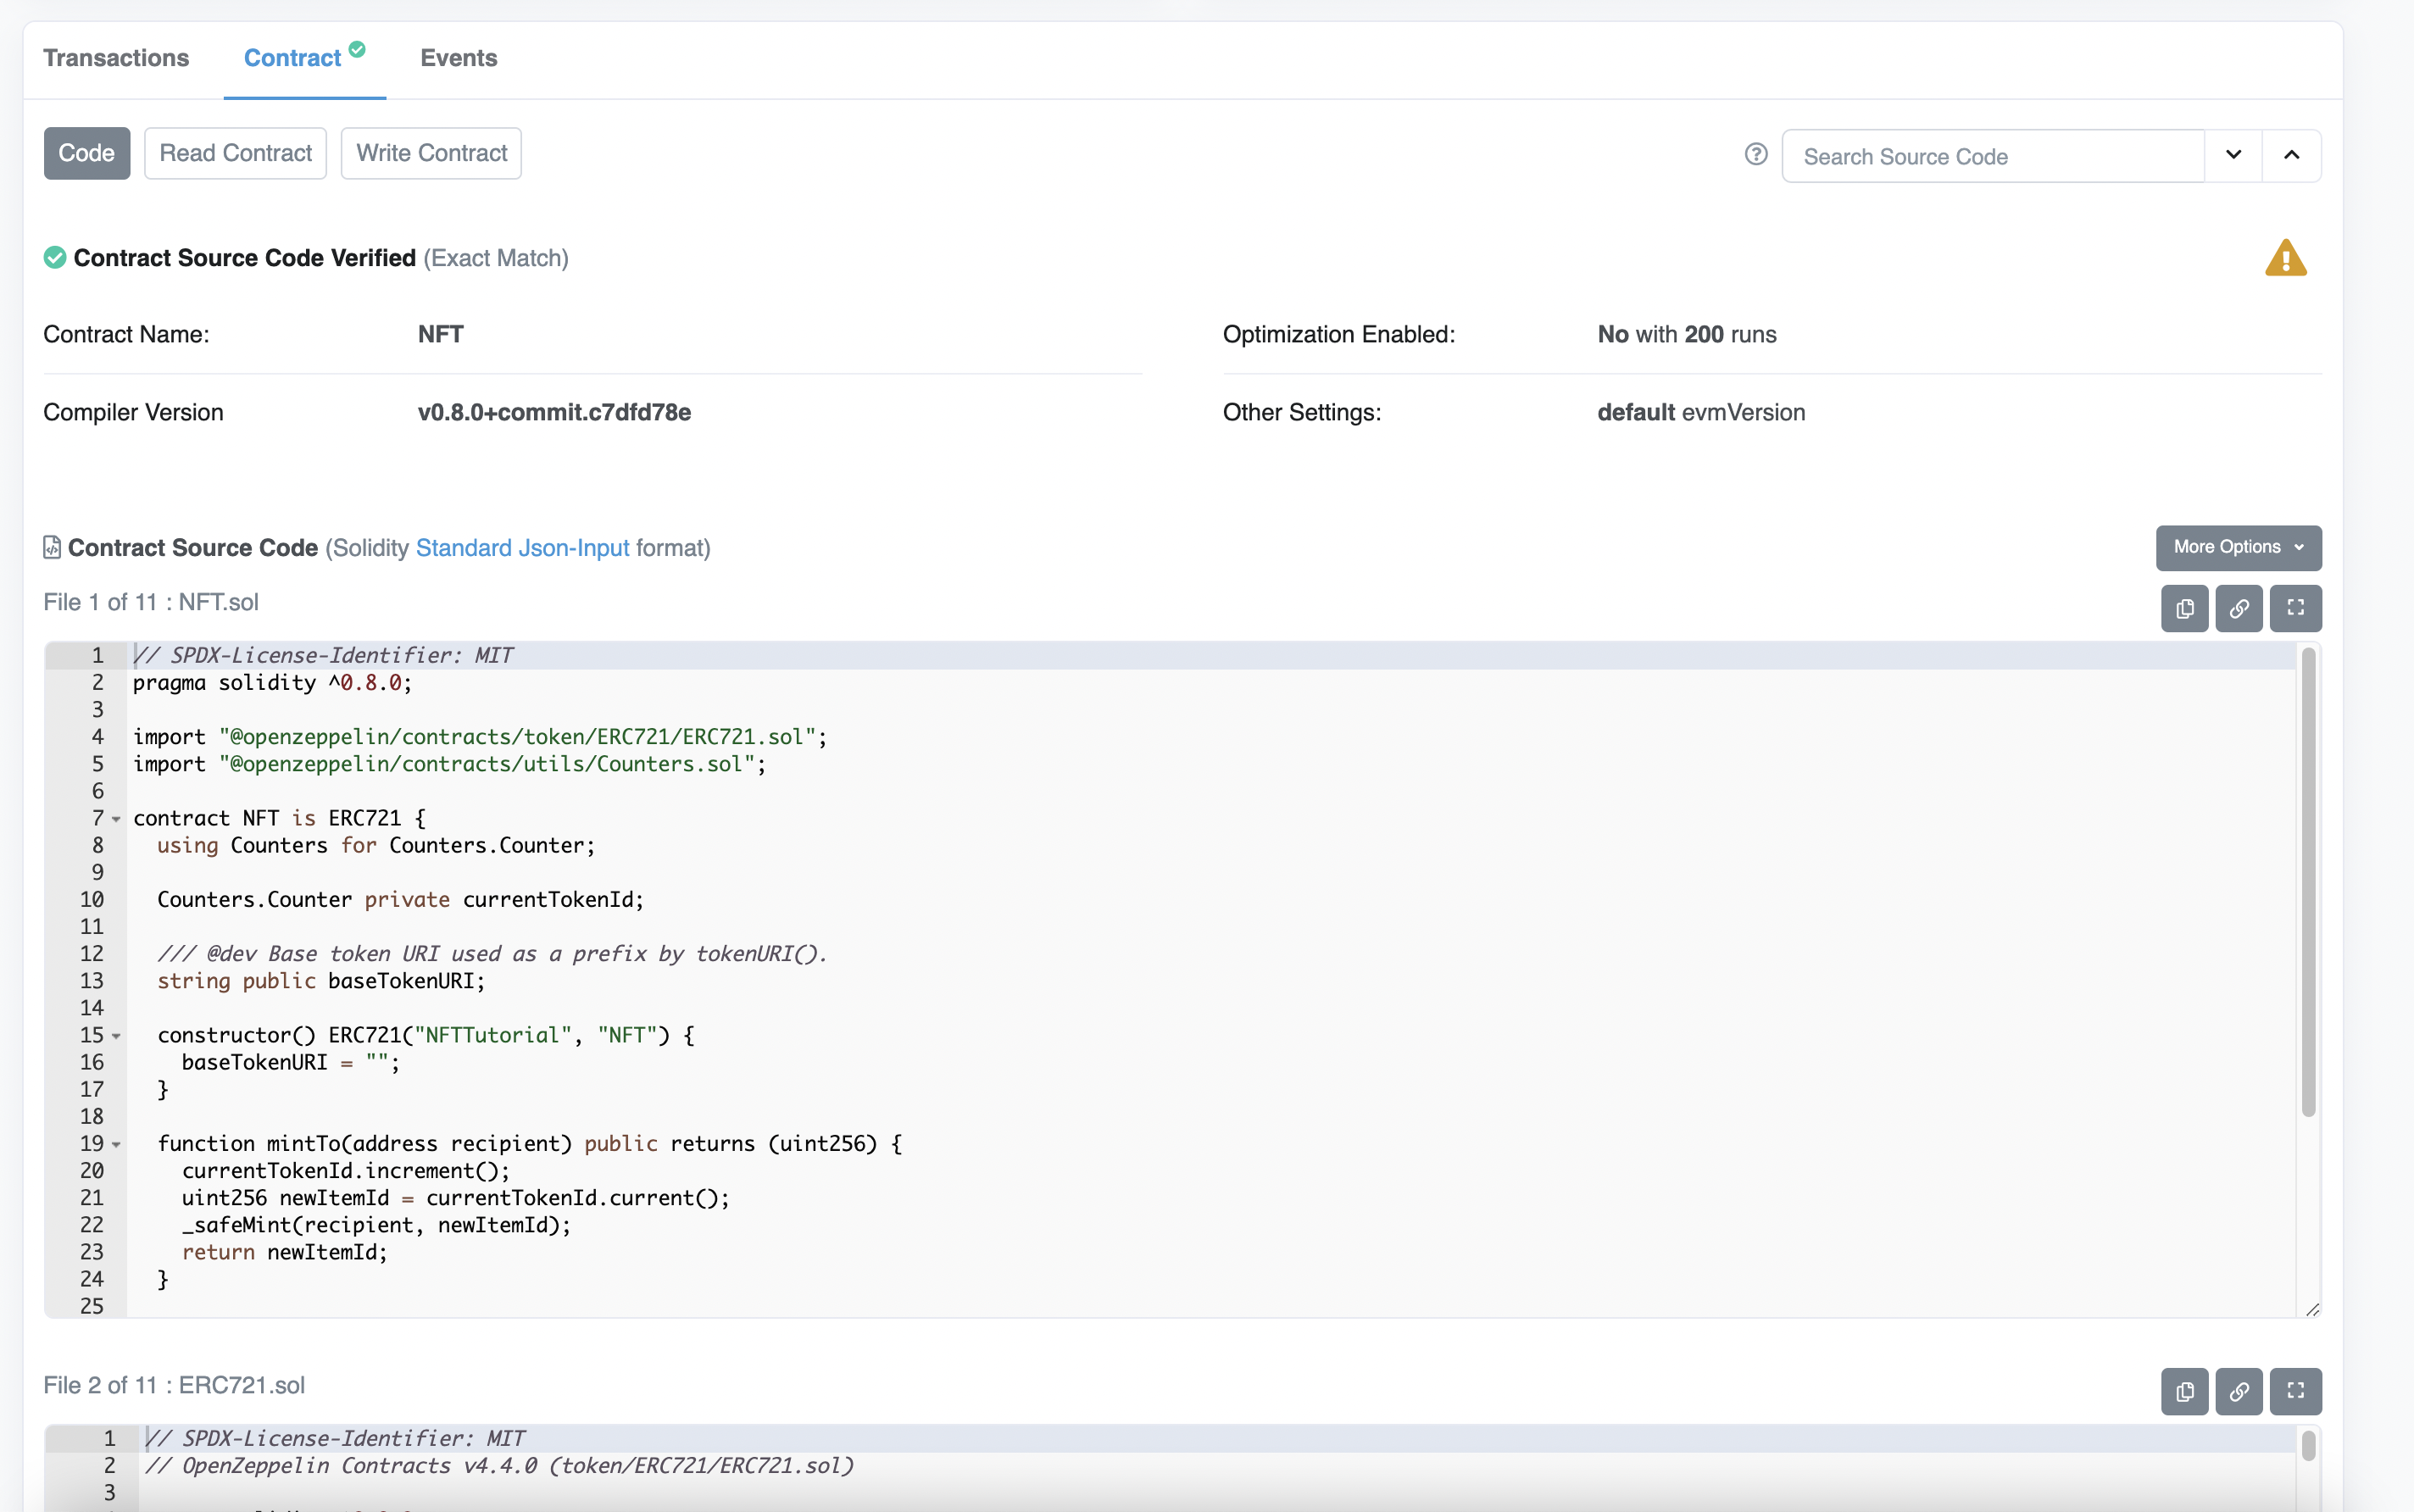 Transactions
Contract
Events
Code
Read Contract
Write Contract
Search Source Code
Contract Source Code Verified (Exact Match)
Contract Name:
NFT
Optimization Enabled:
No with 200 runs
Compiler Version
v0.8.0+commit.c7dfd78e
Other Settings:
default evmVersion
Contract Source Code (Solidity Standard Json-Input format)
More Options
File 1 of 11 : NFT.sol
1 // SPDX-License-Identifier: MIT
2 pragma solidity ^0.8.0;
3
4 import "@openzeppelin/contracts/token/ERC721/ERC721.sol";
5 import "@openzeppelin/contracts/utils/Counters.sol";
6
7 contract NFT is ERC721 {
8 using Counters for Counters.Counter;
9
10 Counters.Counter private currentTokenId;
11
12 /// @dev Base token URI used as a prefix by tokenURI().
13 string public baseTokenURI;
14
15 constructor() ERC721("NFTTutorial", "NFT") {
16 baseTokenURI = "";
17 }
18
19 function mintTo(address recipient) public returns (uint256) {
20 currentTokenId.increment();
21 uint256 newItemId = currentTokenId.current();
22 _safeMint(recipient, newItemId);
23 return newItemId;
24 }
25
File 2 of 11 : ERC721.sol
1 // SPDX-License-Identifier: MIT
2 // OpenZeppelin Contracts v4.4.0 (token/ERC721/ERC721.sol)
3